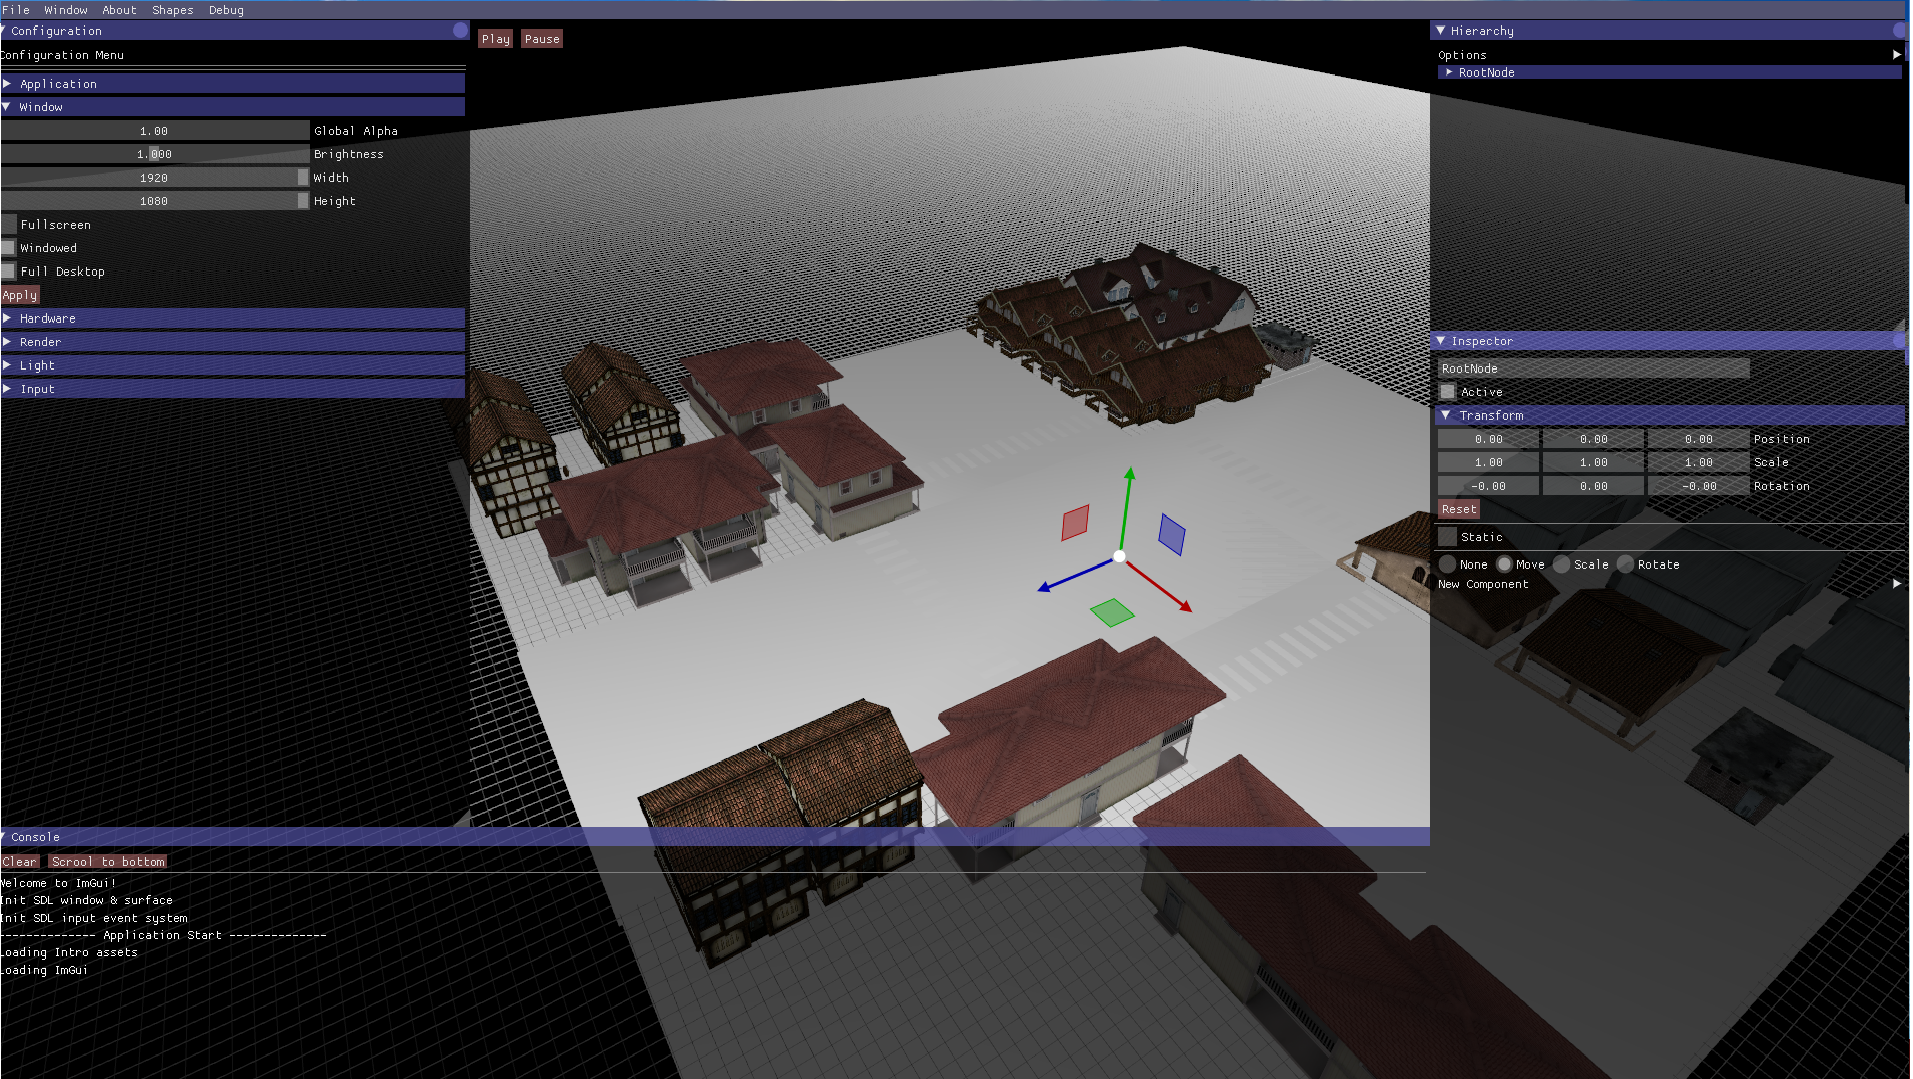 File Window About Shapes Debug
Configuration
Configuration Menu
Application
Window
1.00 Global Alpha
1.000 Brightness
1920 Width
1080 Height
Fullscreen
Windowed
Full Desktop
Apply
Hardware
Render
Light
Input
Play Pause
Hierarchy
Options
RootNode
Inspector
RootNode
Active
Transform
0.00 0.00 0.00 Position
1.00 1.00 1.00 Scale
-0.00 0.00 -0.00 Rotation
Reset
Static
None Move Scale Rotate
New Component
Console
Clear Scrool to bottom
Welcome to ImGui!
Init SDL window & surface
Init SDL input event system
-------------- Application Start --------------
Loading Intro assets
Loading ImGui